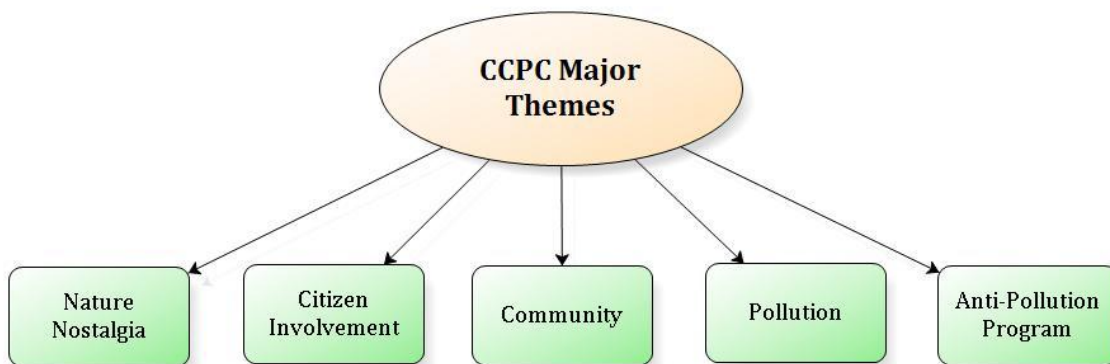 CCPC Major
Themes
Nature
Nostalgia
Citizen
Involvement
Community
Pollution
Anti-Pollution
Program